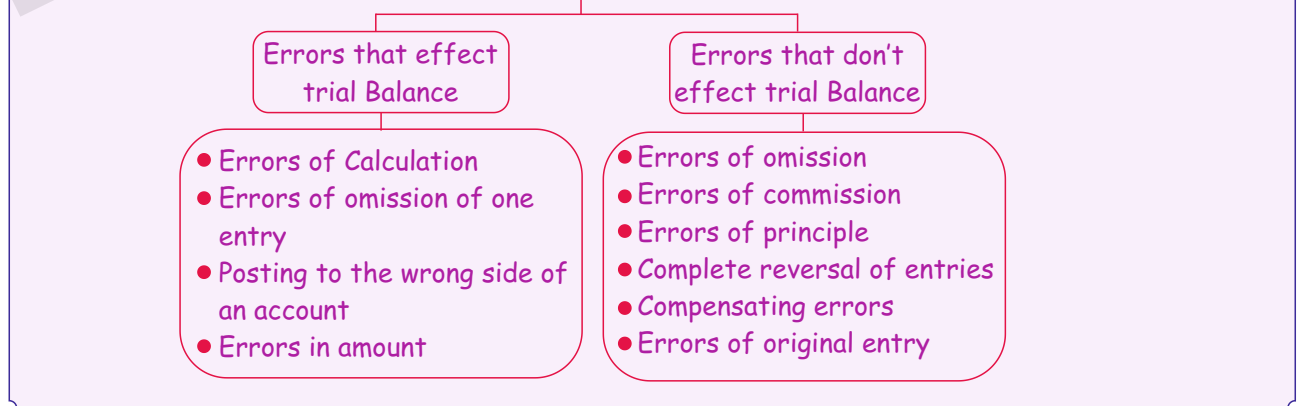 Errors that effect
trial Balance
Errors that don't
effect trial Balance
● Errors of Calculation
● Errors of omission of one
entry
● Posting to the wrong side of
an account
● Errors in amount
● Errors of omission
● Errors of commission
● Errors of principle
● Complete reversal of entries
● Compensating errors
● Errors of original entry